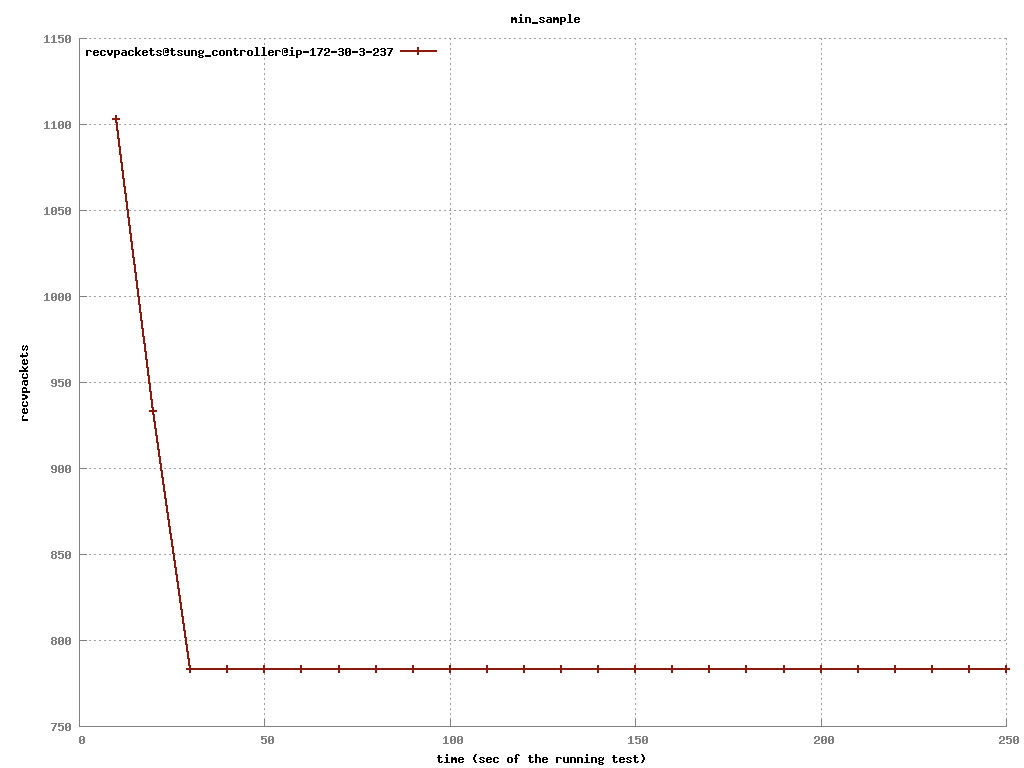 min_sample
1150
recvpackets@tsung_controller@ip-172-30-3-237
1100
1050
1000
950
900
850
800
750
recvpackets
0 50 100 150 200 250
time (sec of the running test)